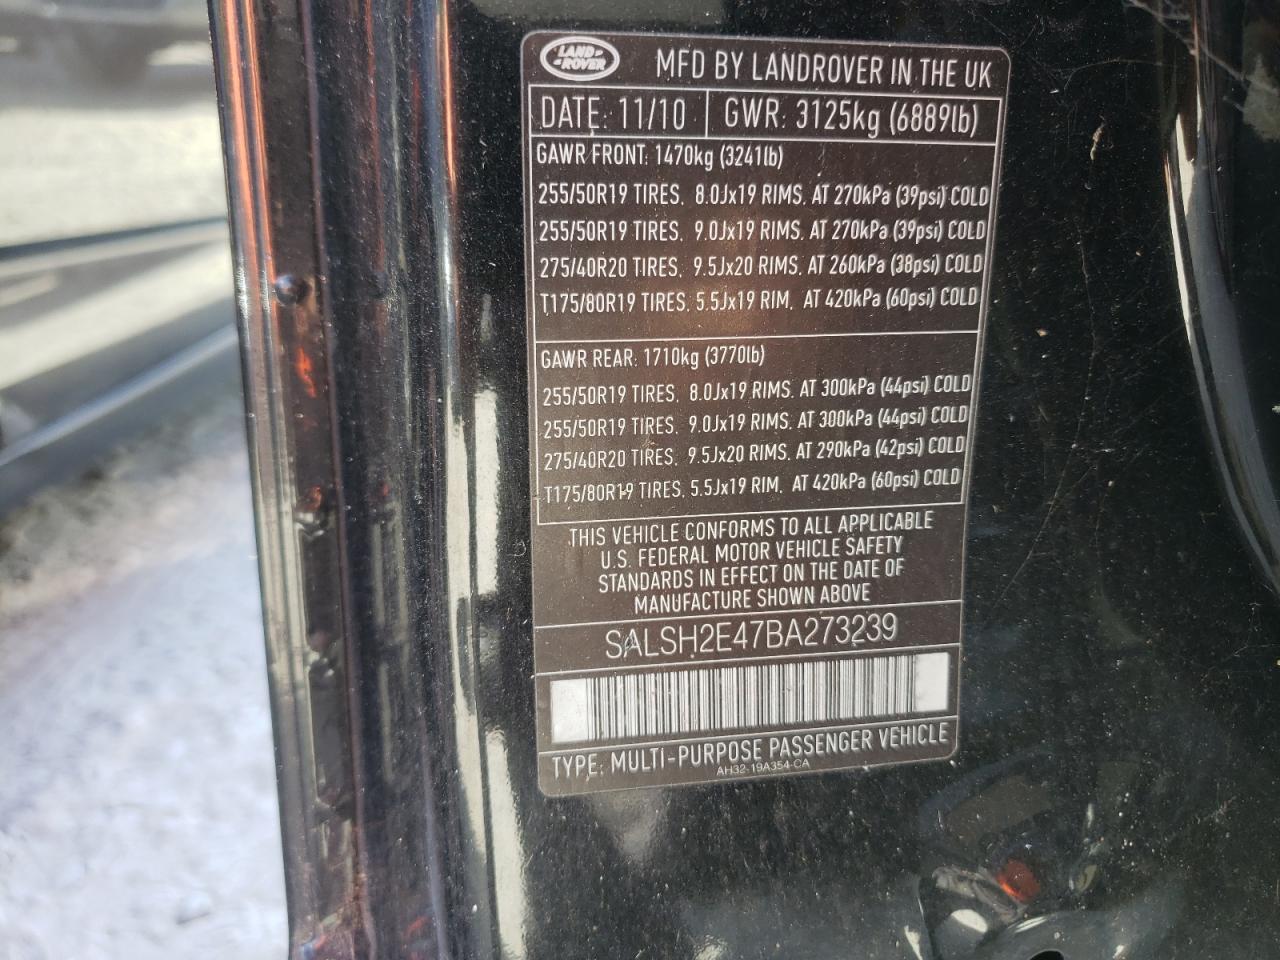 LAND ROVER
MFD BY LANDROVER IN THE UK
DATE: 11/10 GWR: 3125kg (6889lb)
GAWR FRONT: 1470kg (3241lb)
255/50R19 TIRES, 8.0Jx19 RIMS, AT 270kPa (39psi) COLD
255/50R19 TIRES, 9.0Jx19 RIMS, AT 270kPa (39psi) COLD
275/40R20 TIRES, 9.5Jx20 RIMS, AT 260kPa (38psi) COLD
T175/80R19 TIRES, 5.5Jx19 RIM, AT 420kPa (60psi) COLD
GAWR REAR: 1710kg (3770lb)
255/50R19 TIRES, 8.0Jx19 RIMS, AT 300kPa (44psi) COLD
255/50R19 TIRES, 9.0Jx19 RIMS, AT 300kPa (44psi) COLD
275/40R20 TIRES, 9.5Jx20 RIMS, AT 290kPa (42psi) COLD
T175/80R19 TIRES, 5.5Jx19 RIM, AT 420kPa (60psi) COLD
THIS VEHICLE CONFORMS TO ALL APPLICABLE
U.S. FEDERAL MOTOR VEHICLE SAFETY
STANDARDS IN EFFECT ON THE DATE OF
MANUFACTURE SHOWN ABOVE
SALSH2E47BA273239
TYPE: MULTI-PURPOSE PASSENGER VEHICLE
AH32-19A354-CA